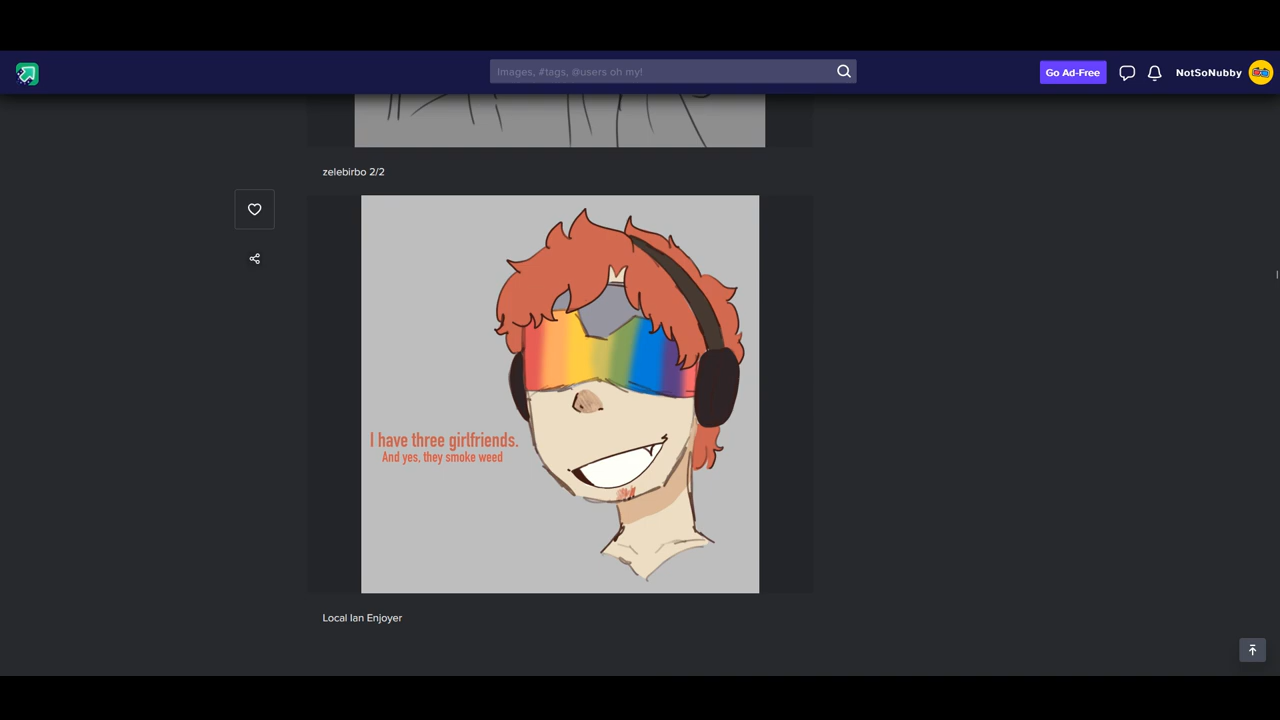 Images, #tags, @users oh my!
Go Ad-Free
NotSoNubby
zelebirbo 2/2
I have three girlfriends.
And yes, they smoke weed
Local Ian Enjoyer